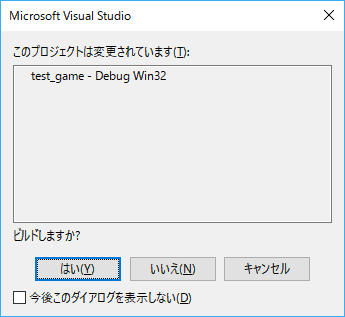 Microsoft Visual Studio
このプロジェクトは変更されています(T):
test_game - Debug Win32
ビルドしますか?
はい(Y) いいえ(N) キャンセル
今後このダイアログを表示しない(D)